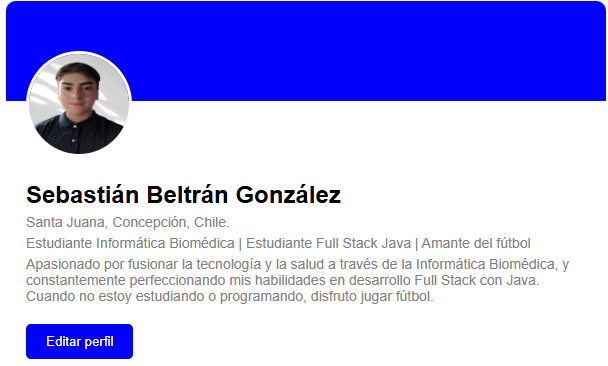 Sebastián Beltrán González
Santa Juana, Concepción, Chile.
Estudiante Informática Biomédica | Estudiante Full Stack Java | Amante del fútbol
Apasionado por fusionar la tecnología y la salud a través de la Informática Biomédica, y
constantemente perfeccionando mis habilidades en desarrollo Full Stack con Java.
Cuando no estoy estudiando o programando, disfruto jugar fútbol.
Editar perfil